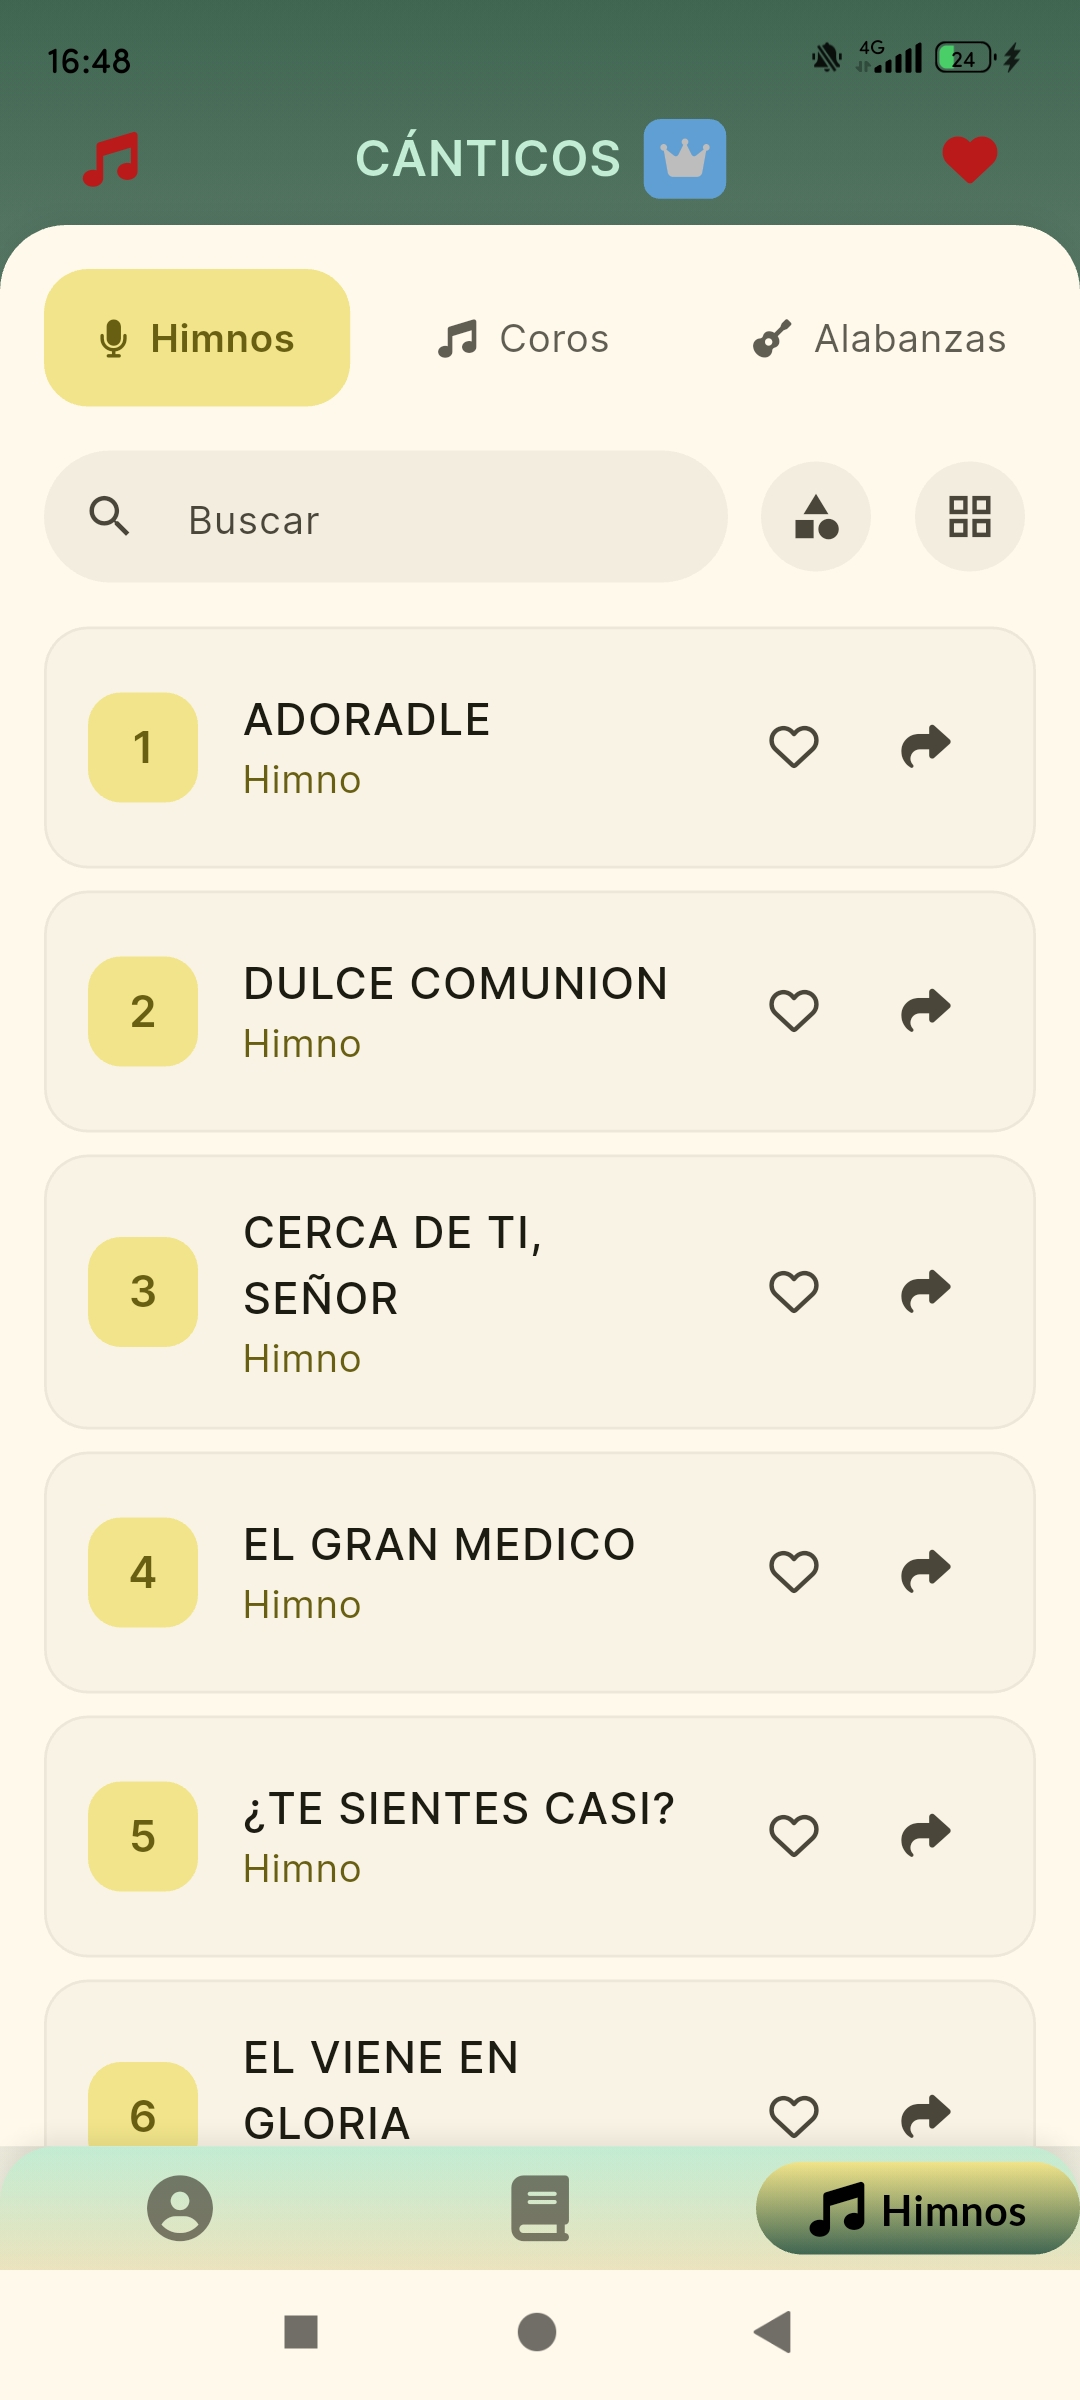 16:48
4G
24
CÁNTICOS
Himnos
Coros
Alabanzas
Buscar
1
ADORADLE
Himno
2
DULCE COMUNION
Himno
3
CERCA DE TI,
SEÑOR
Himno
4
EL GRAN MEDICO
Himno
5
¿TE SIENTES CASI?
Himno
6
EL VIENE EN
GLORIA
Himnos